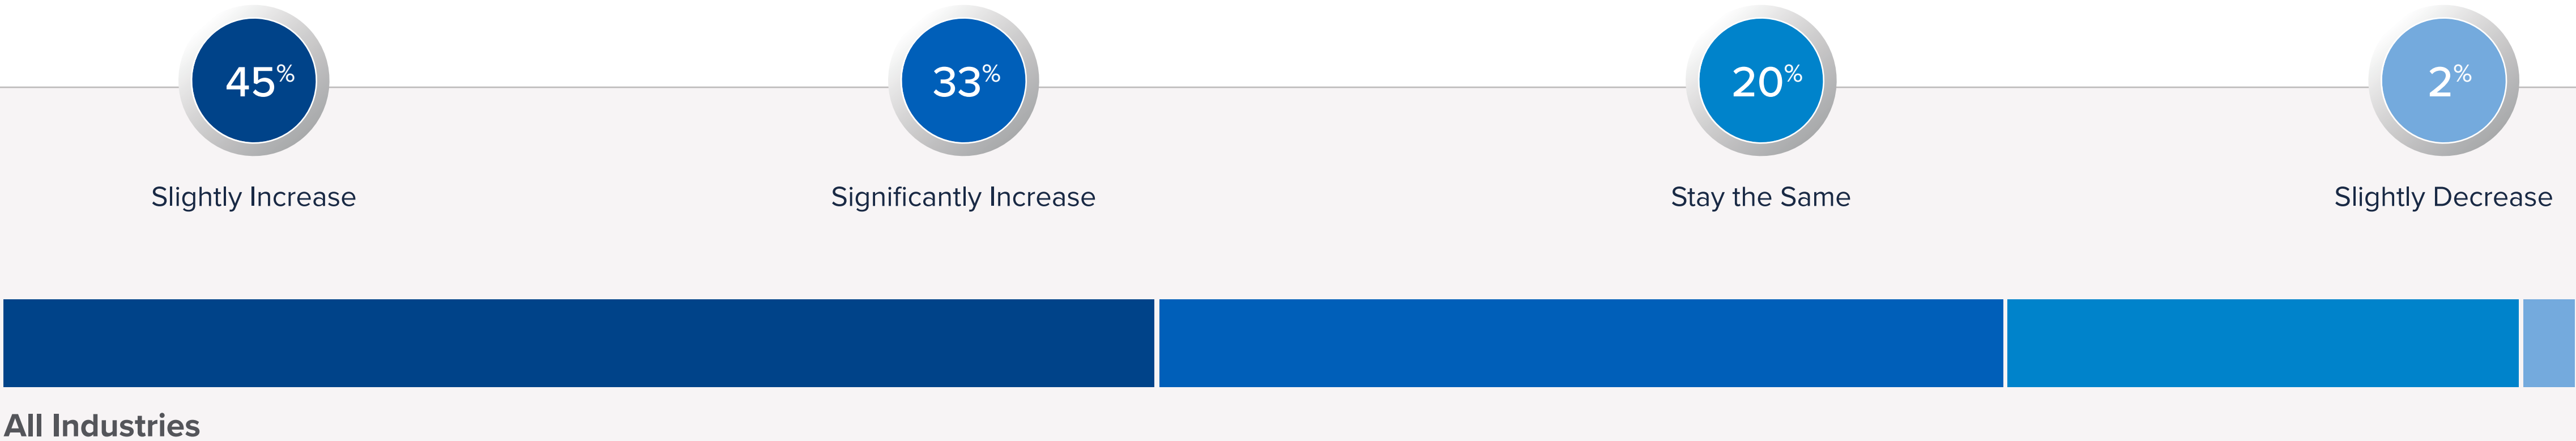 45% 33% 20% 2%
Slightly Increase Significantly Increase Stay the Same Slightly Decrease
All Industries